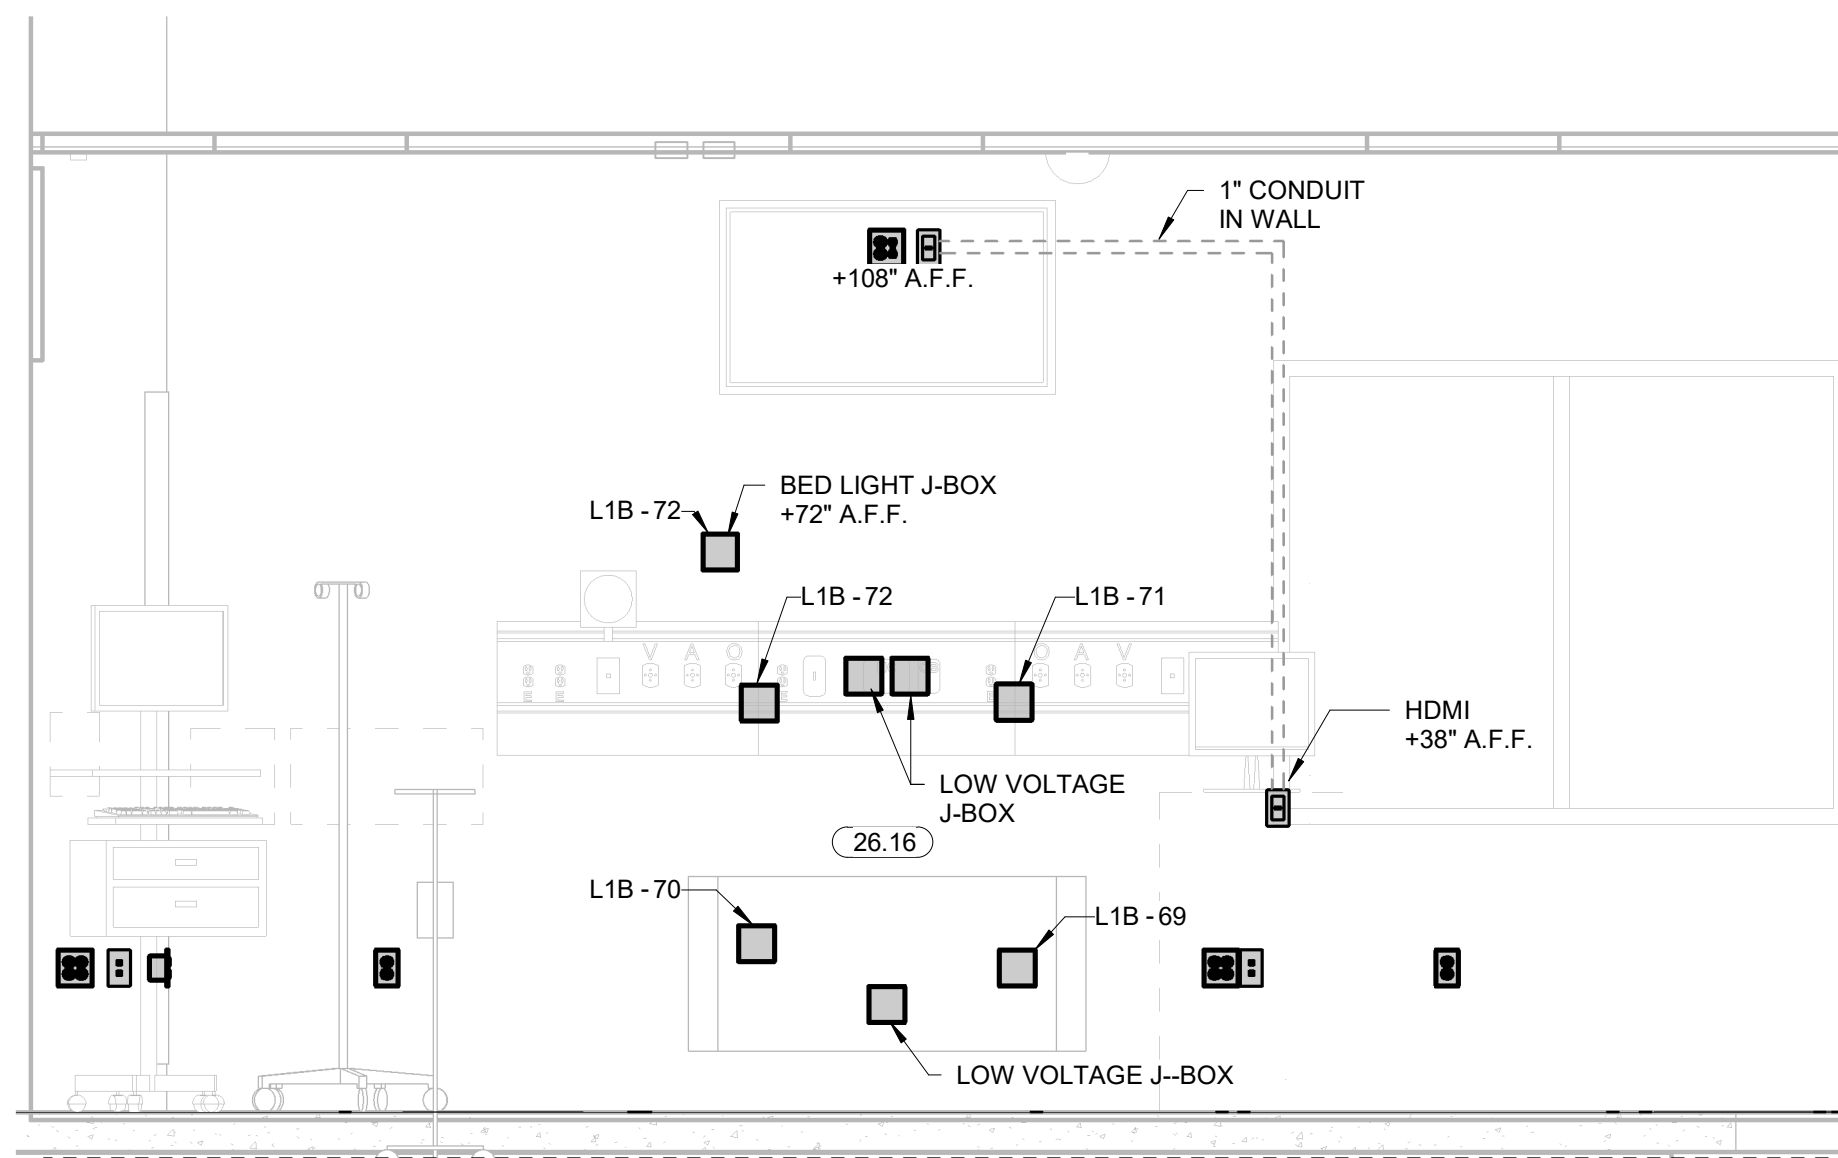 1" CONDUIT
IN WALL
+108" A.F.F.
BED LIGHT J-BOX
+72" A.F.F.
L1B - 72
L1B - 72
L1B - 71
V A O
O A V
E E E E
HDMI
+38" A.F.F.
LOW VOLTAGE
J-BOX
26.16
L1B - 70
L1B - 69
LOW VOLTAGE J--BOX